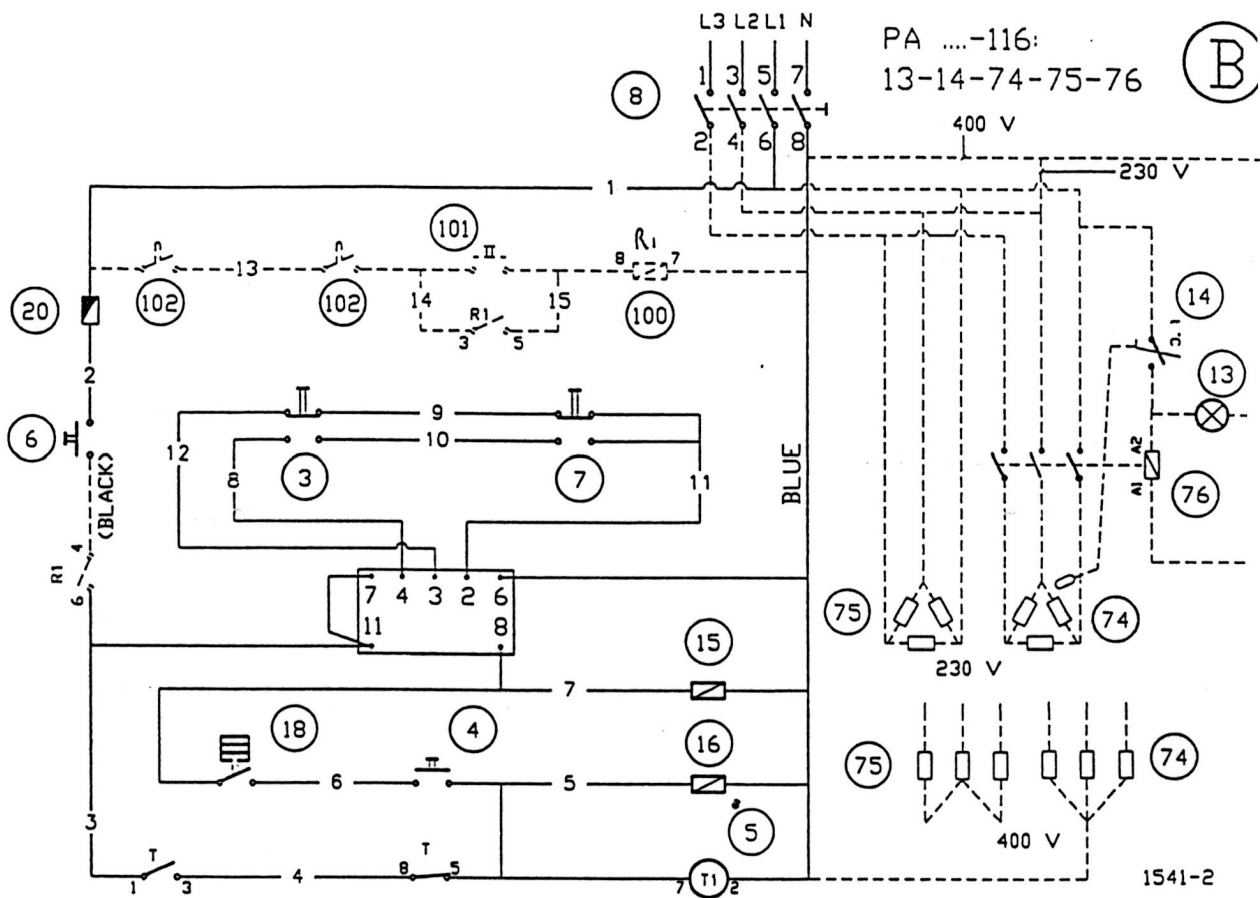 L3 L2 L1 N
PA ....-116:
13-14-74-75-76
B
1 3 5 7
8
2 4 6 8
400 V
230 V
1
101
R1
8 7
13
102
102
14
15
100
R1
3 5
20
2
6
(BLACK)
14
13
A2
A1
76
9
10
12
8
3
7
11
BLUE
4
R1
6
7 4 3 2 6
11 8
75
74
230 V
15
7
18
4
16
6
5
5
75
74
400 V
3
T
1 3
4
T
8 5
7 T1 2
1541-2